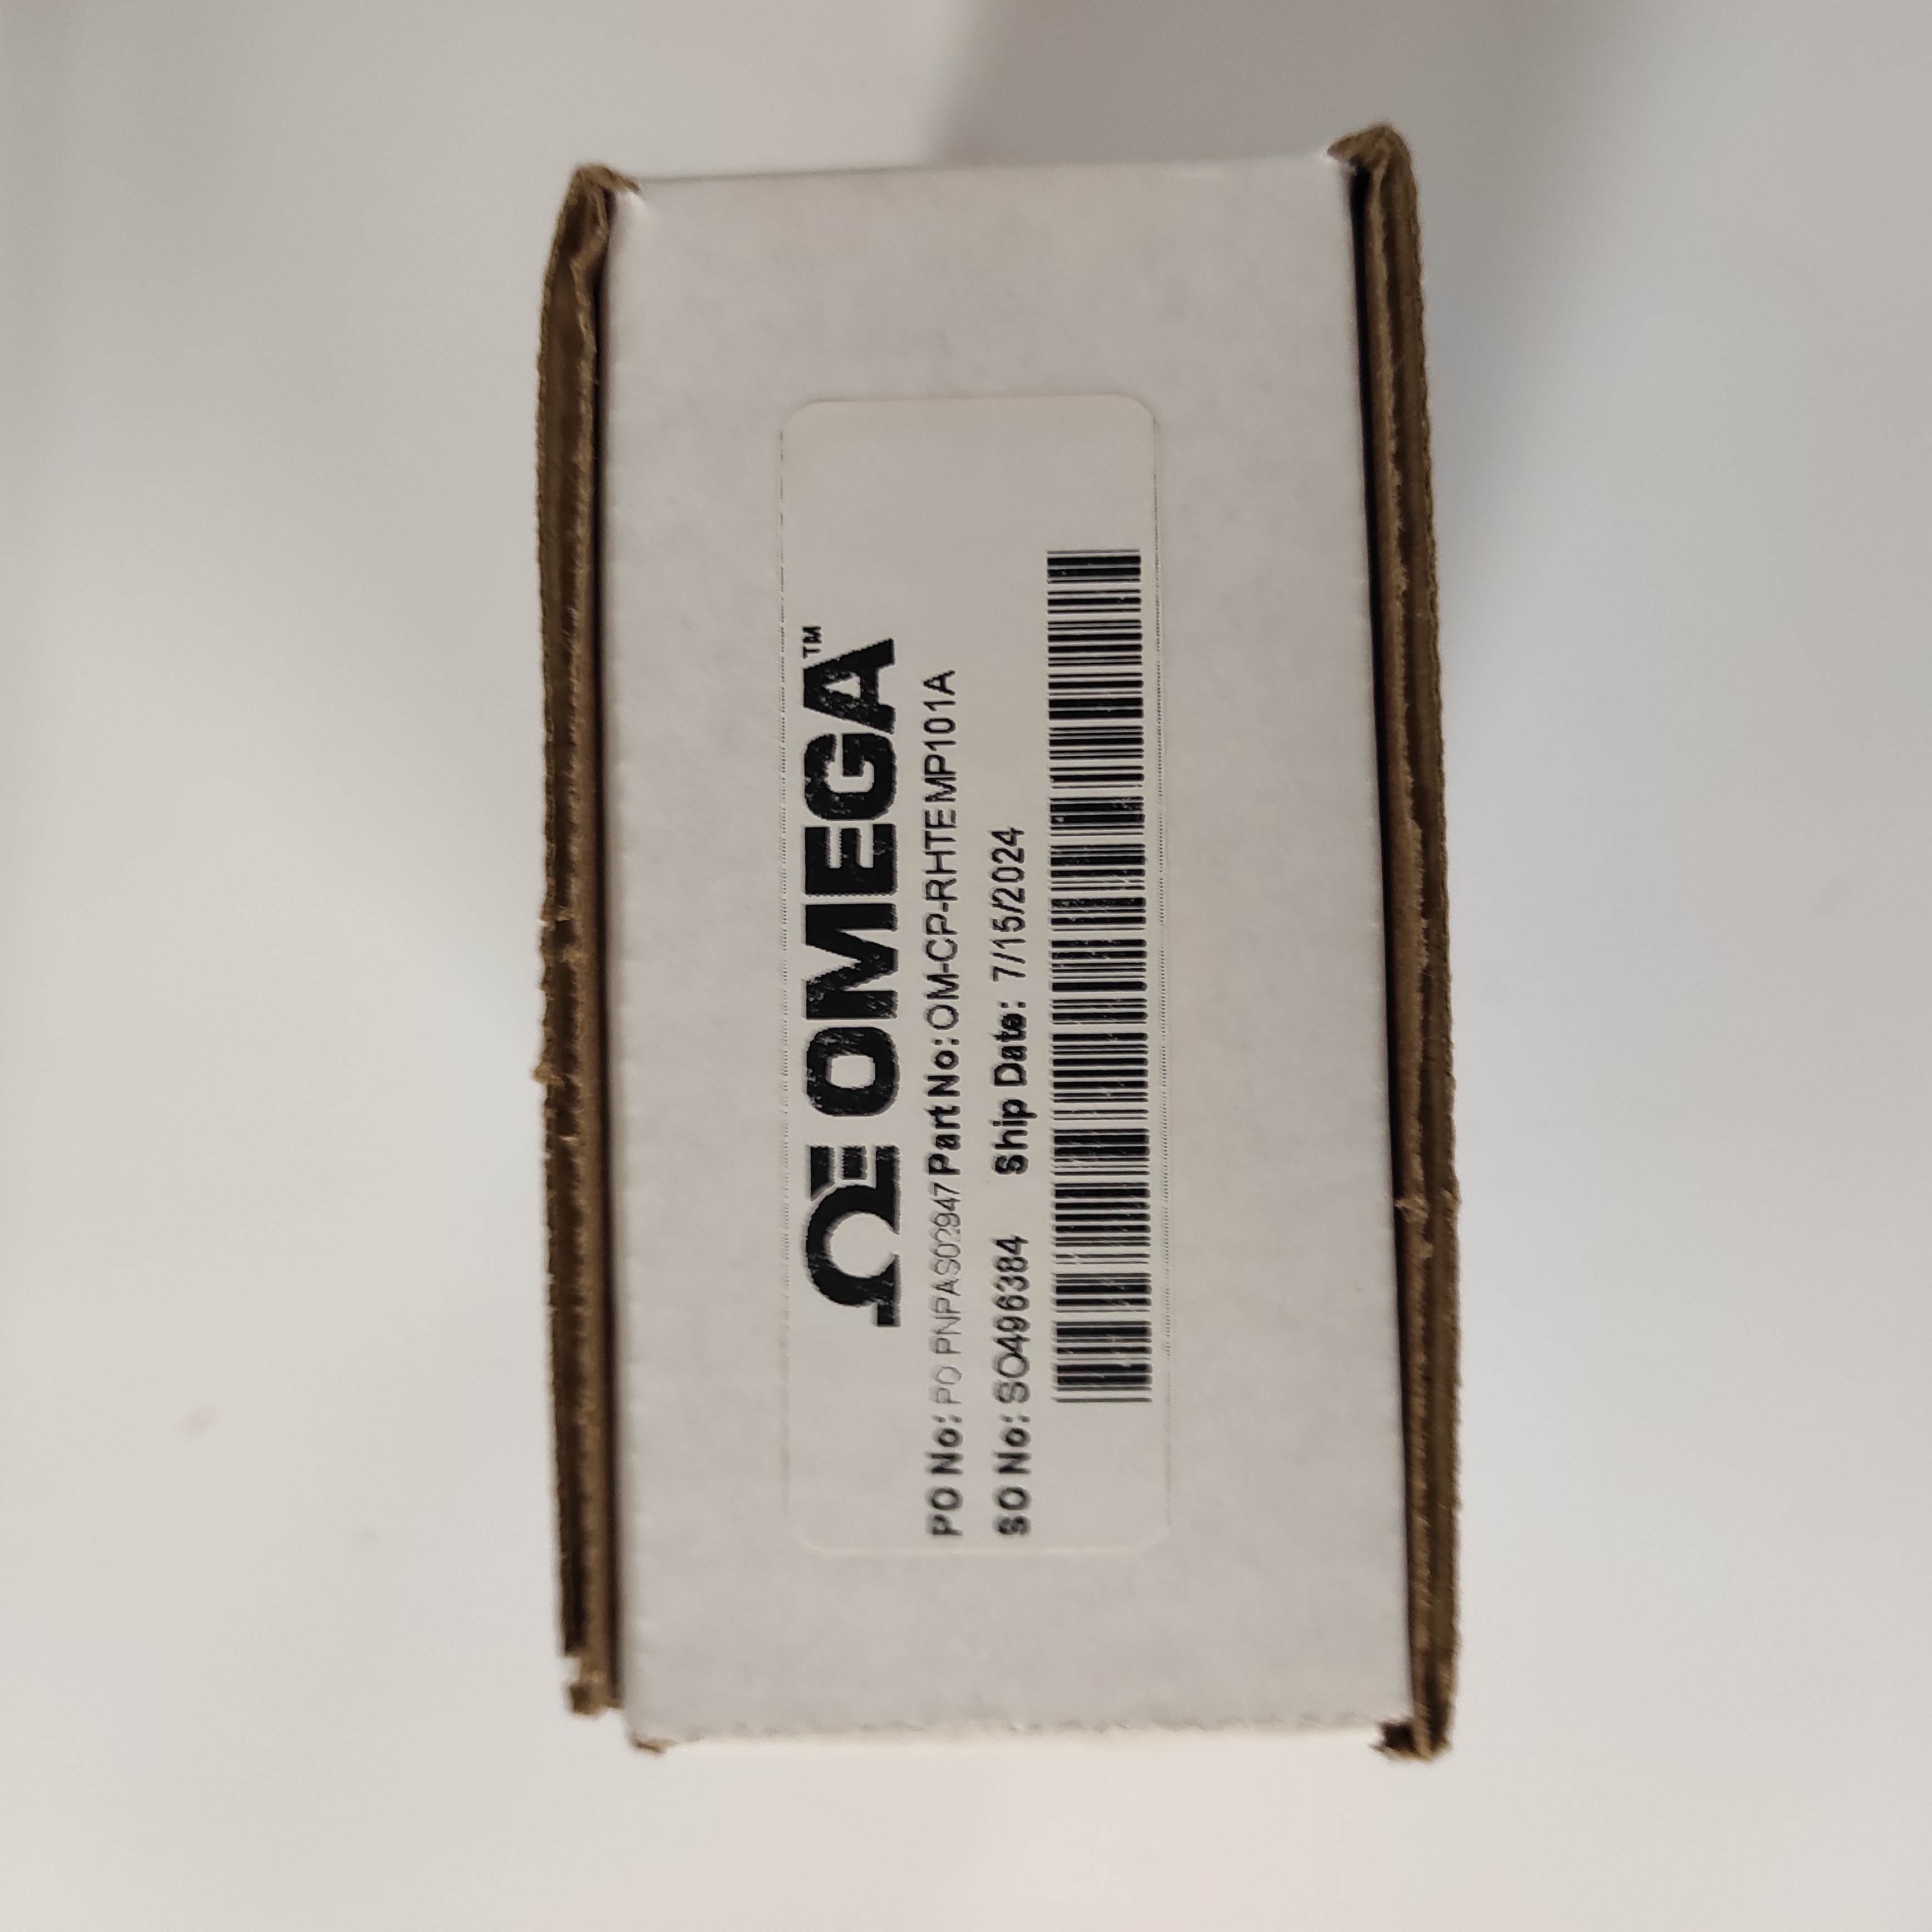 ΩE OMEGA™
PO No: PO PNPAS02947 Part No: OM-CP-RHTEMP101A
SO No: SO496384 Ship Date: 7/15/2024